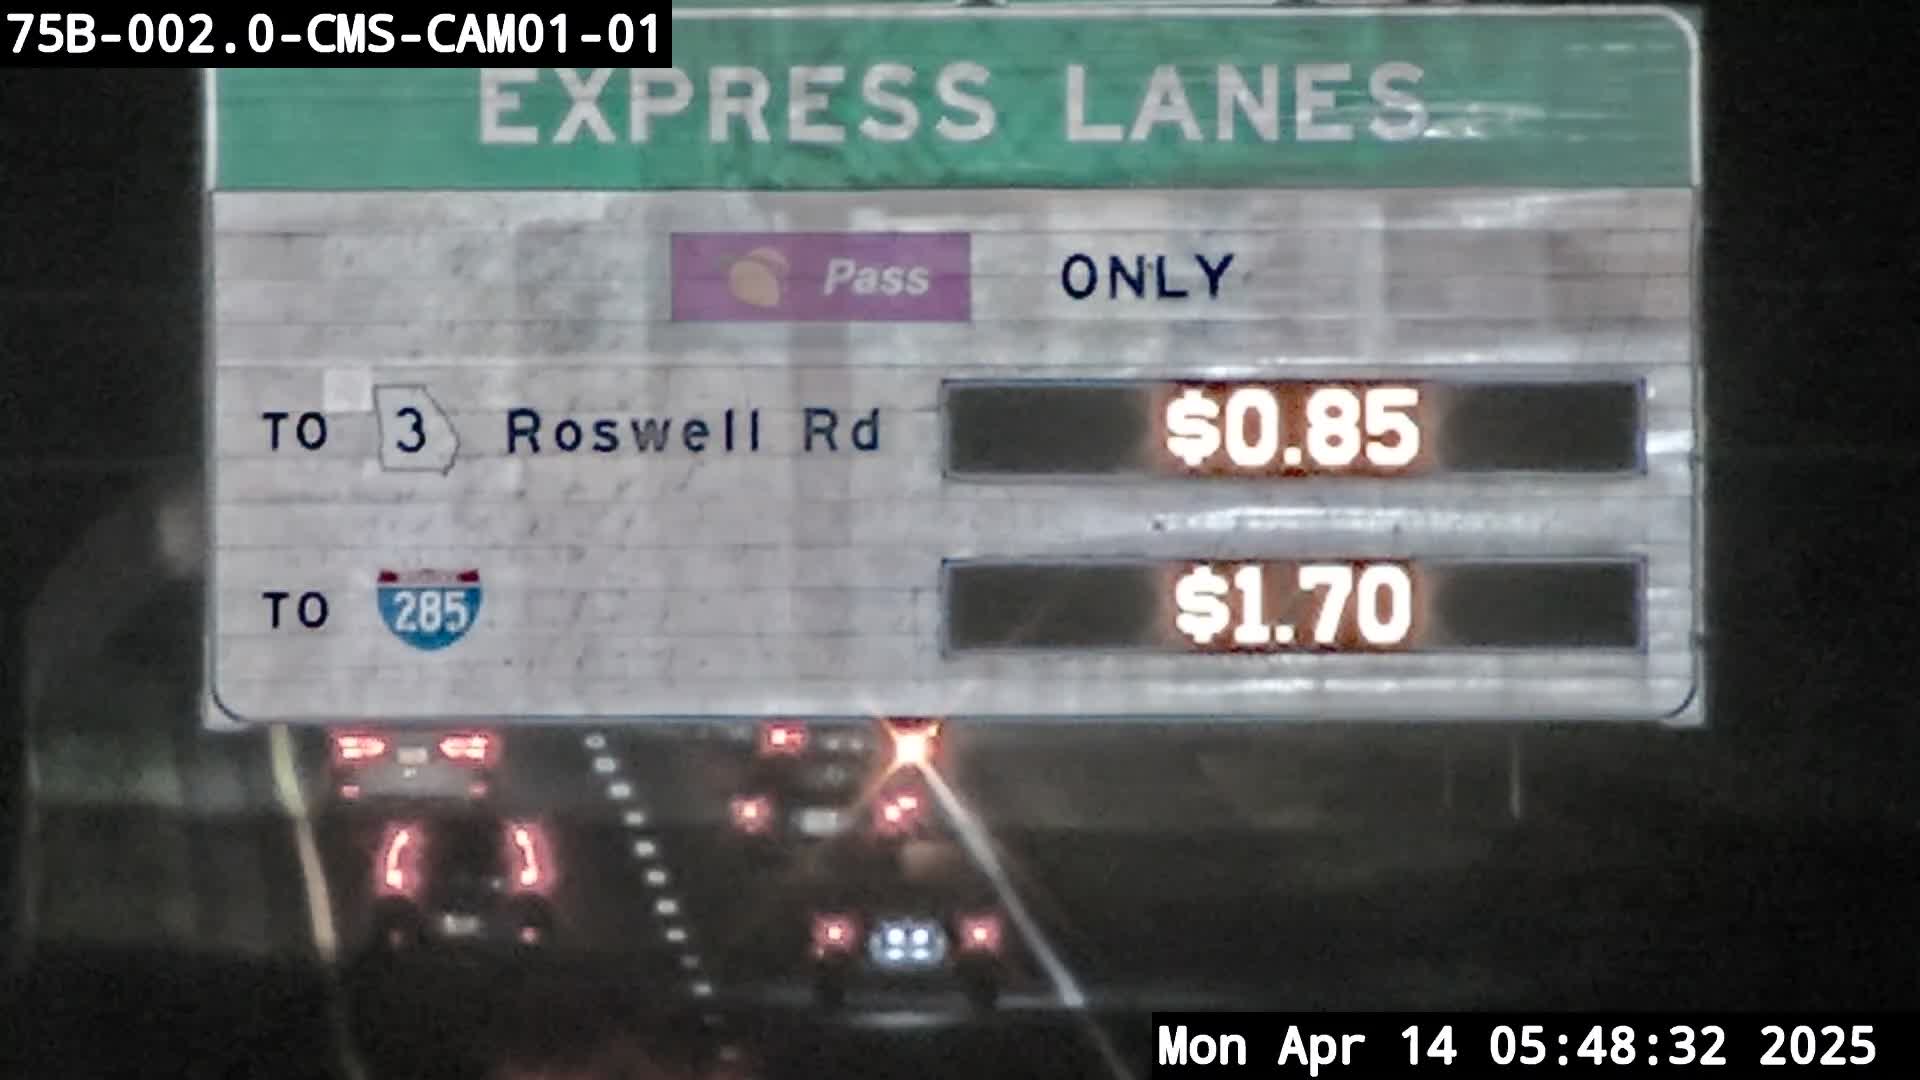 75B-002.0-CMS-CAM01-01
EXPRESS LANES
Pass ONLY
TO 3 Roswell Rd $0.85
TO 285 $1.70
Mon Apr 14 05:48:32 2025